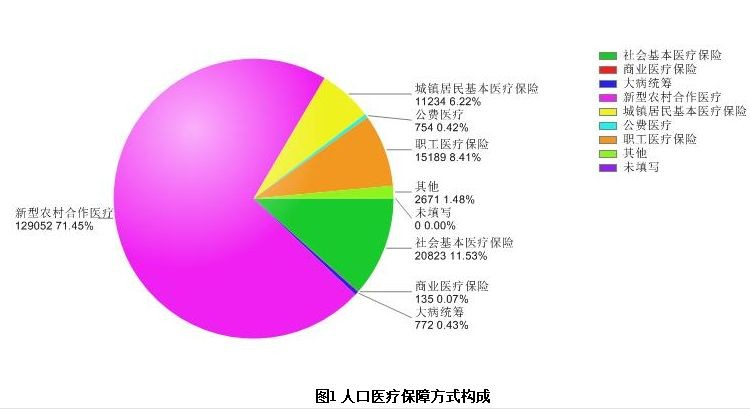 城镇居民基本医疗保险
11234 6.22%
公费医疗
754 0.42%
职工医疗保险
15189 8.41%
其他
2671 1.48%
未填写
0 0.00%
社会基本医疗保险
20823 11.53%
商业医疗保险
135 0.07%
大病统筹
772 0.43%
新型农村合作医疗
129052 71.45%
社会基本医疗保险
商业医疗保险
大病统筹
新型农村合作医疗
城镇居民基本医疗保险
公费医疗
职工医疗保险
其他
未填写
图1 人口医疗保障方式构成